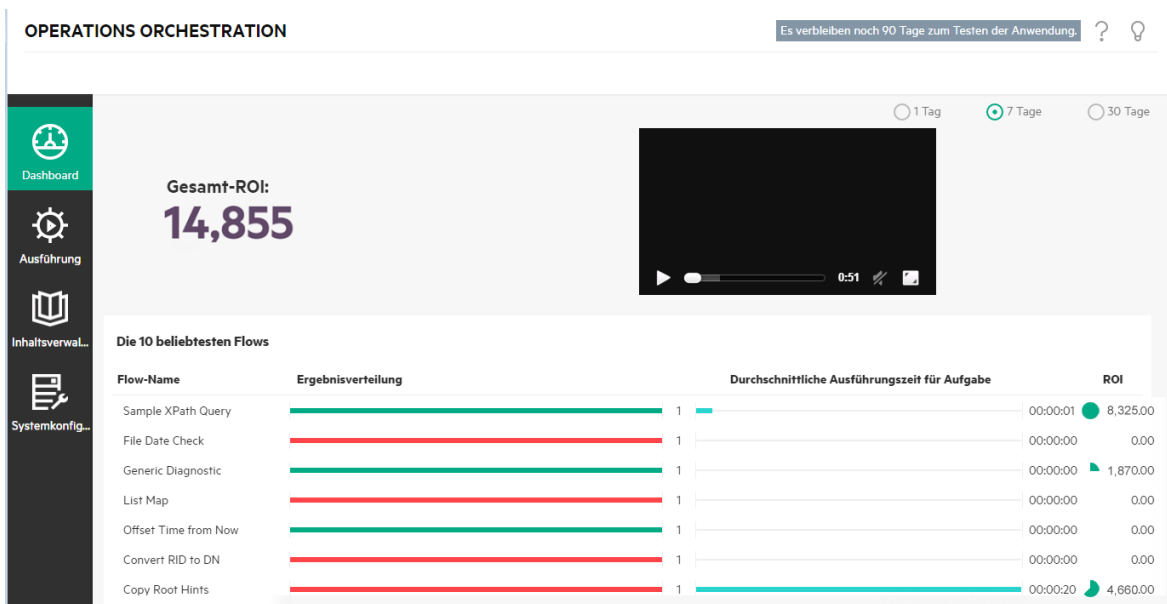 OPERATIONS ORCHESTRATION
Es verbleiben noch 90 Tage zum Testen der Anwendung.
1 Tag 7 Tage 30 Tage
Dashboard
Gesamt-ROI:
14,855
Ausführung
0:51
Inhaltsverwal...
Systemkonfig...
Die 10 beliebtesten Flows
Flow-Name Ergebnisverteilung Durchschnittliche Ausführungszeit für Aufgabe ROI
Sample XPath Query 1 00:00:01 8,325.00
File Date Check 1 00:00:00 0.00
Generic Diagnostic 1 00:00:00 1,870.00
List Map 1 00:00:00 0.00
Offset Time from Now 1 00:00:00 0.00
Convert RID to DN 1 00:00:00 0.00
Copy Root Hints 1 00:00:20 4,660.00